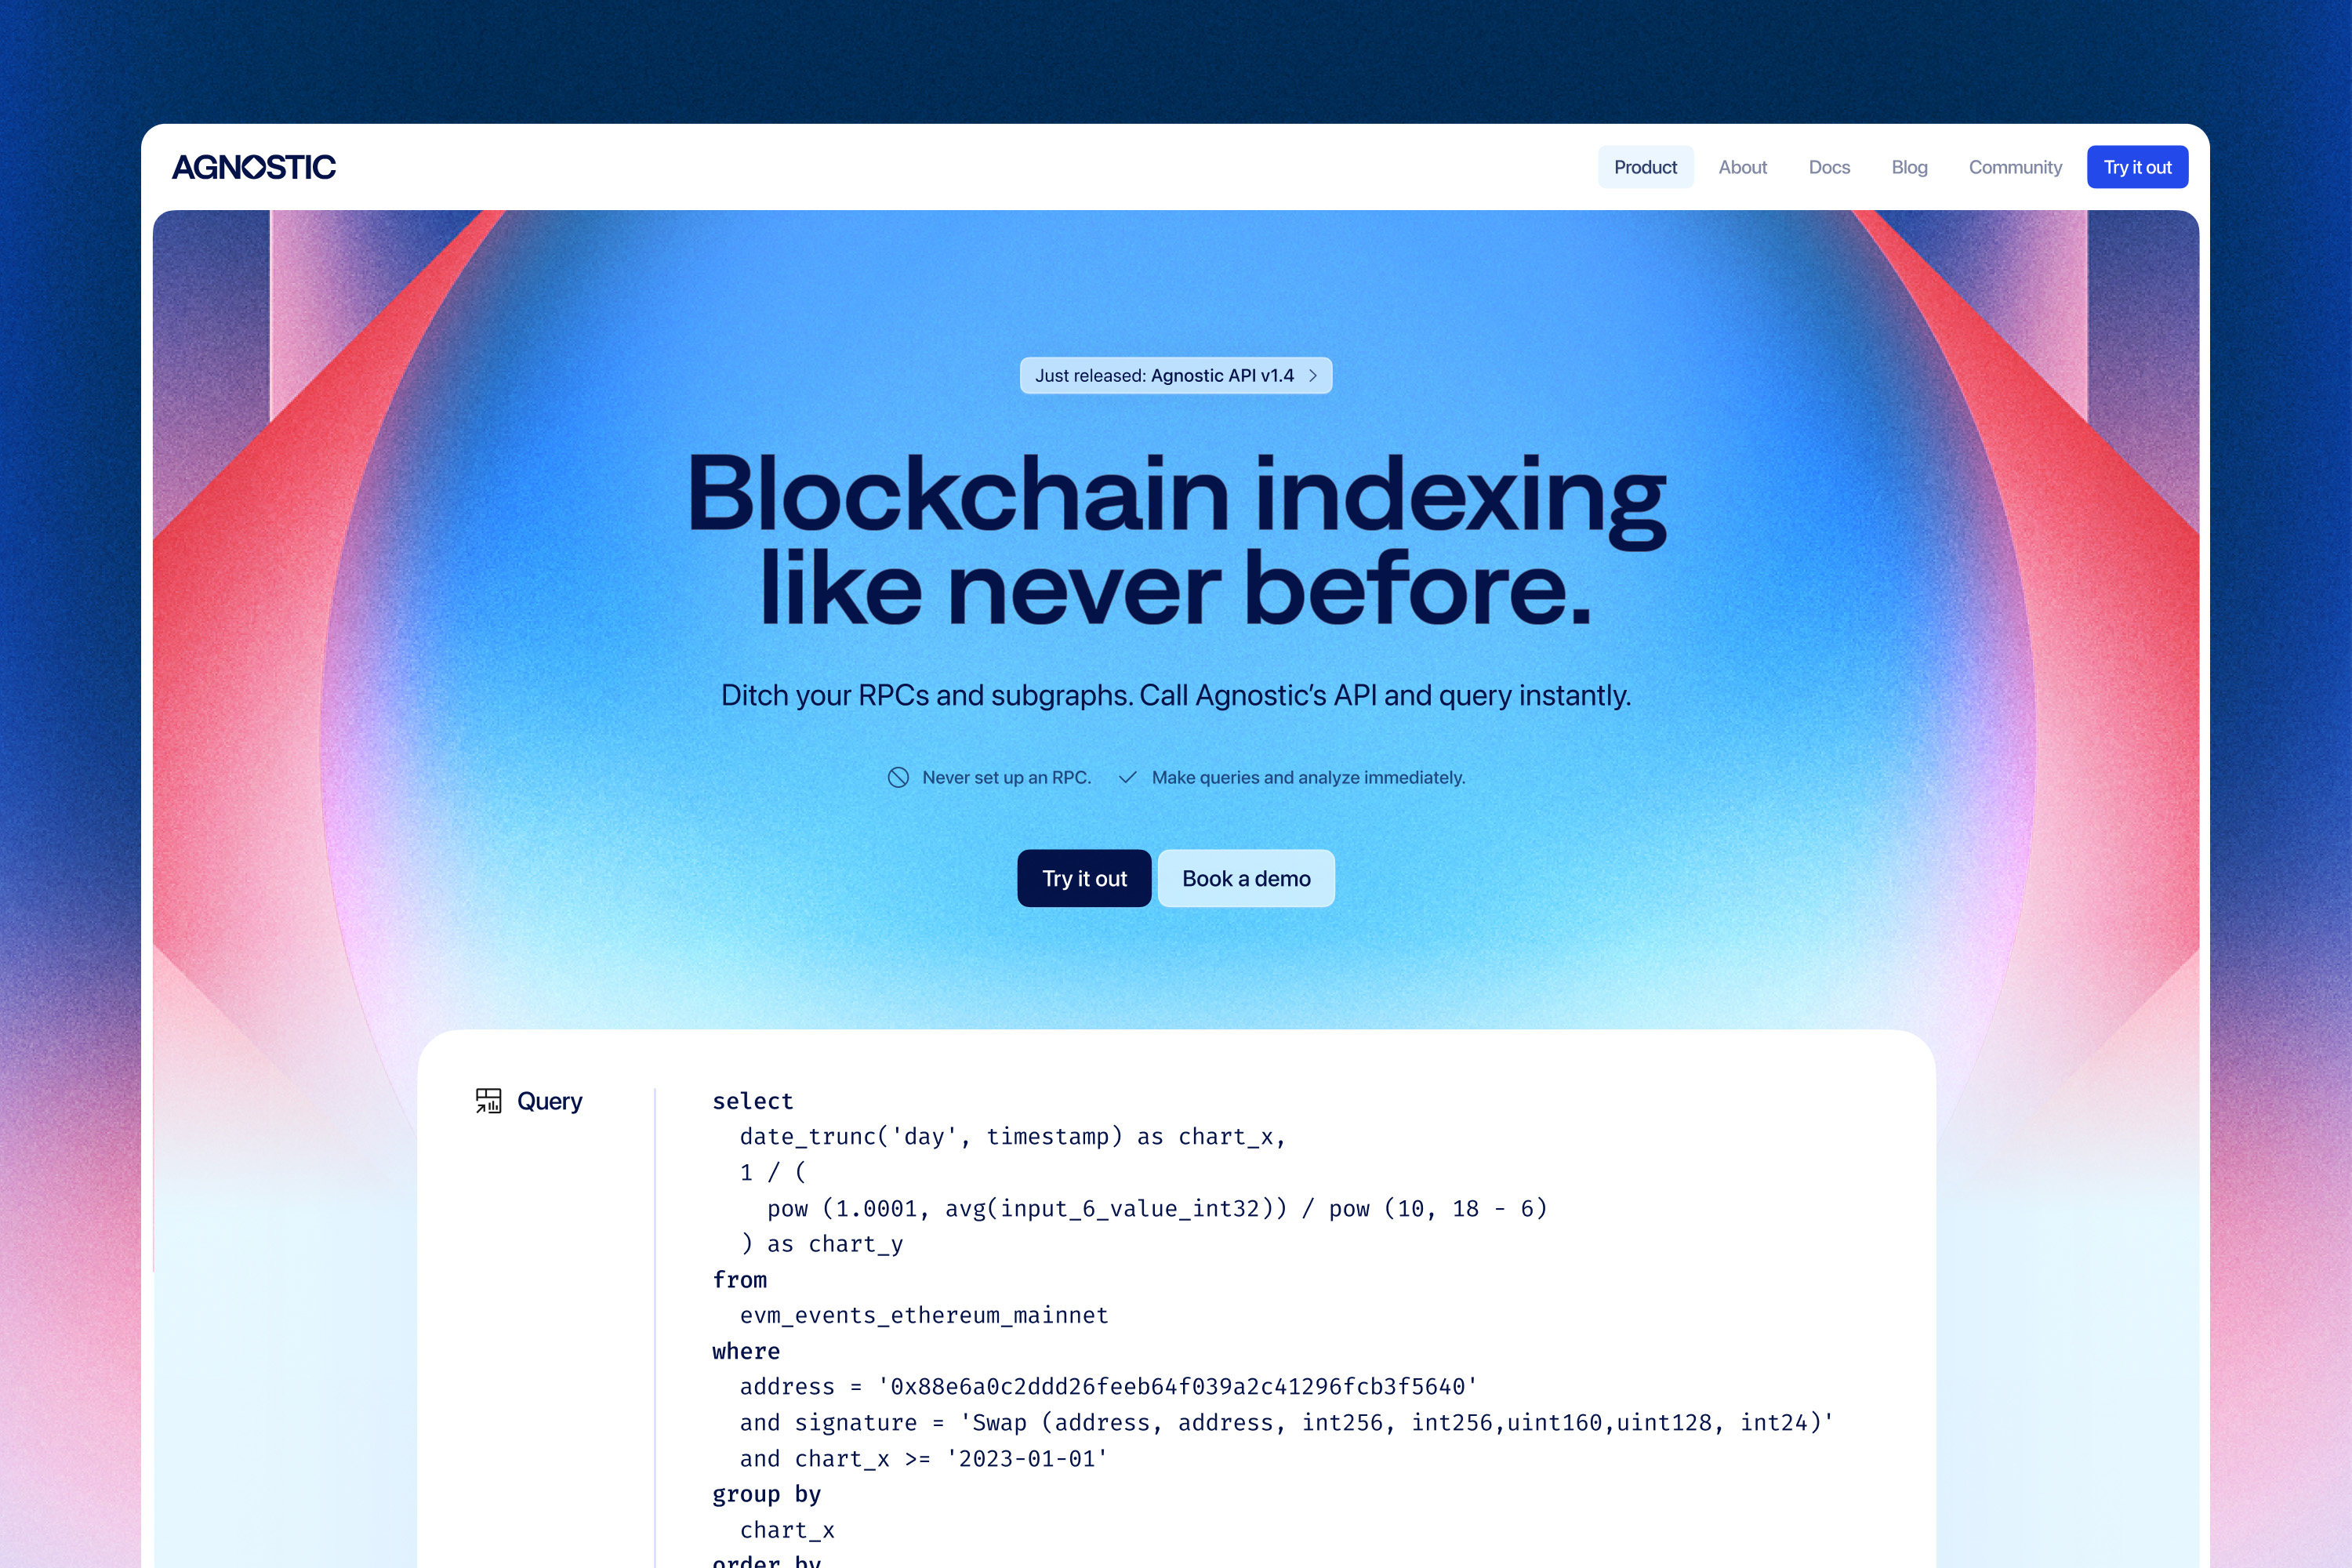 AGNOSTIC
Product About Docs Blog Community Try it out
Just released: Agnostic API v1.4
Blockchain indexing
like never before.
Ditch your RPCs and subgraphs. Call Agnostic’s API and query instantly.
Never set up an RPC. Make queries and analyze immediately.
Try it out Book a demo
Query
select
date_trunc('day', timestamp) as chart_x,
1 / (
pow (1.0001, avg(input_6_value_int32)) / pow (10, 18 - 6)
) as chart_y
from
evm_events_ethereum_mainnet
where
address = '0x88e6a0c2ddd26feeb64f039a2c41296fcb3f5640'
and signature = 'Swap (address, address, int256, int256,uint160,uint128, int24)'
and chart_x >= '2023-01-01'
group by
chart_x
order by